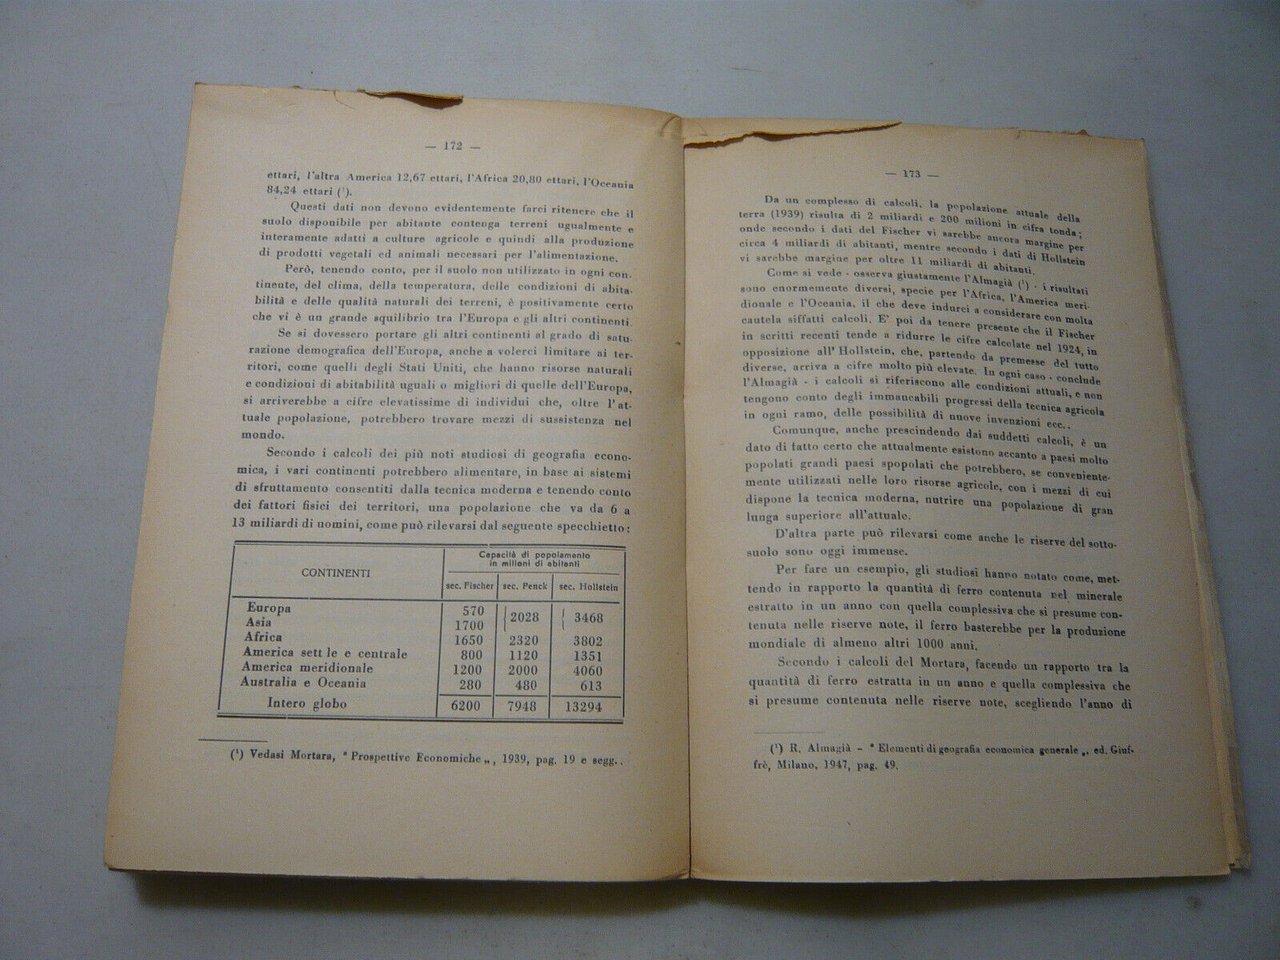 — 172 —
ettari, l'altra America 12,67 ettari, l'Africa 20,80 ettari, l'Oceania
84,24 ettari (¹).
Questi dati non devono evidentemente farci ritenere che il
suolo disponibile per abitante contenga terreni ugualmente e
interamente adatti a culture agricole e quindi alla produzione
di prodotti vegetali ed animali necessari per l'alimentazione.
Però, tenendo conto, per il suolo non utilizzato in ogni con-
tinente, del clima, della temperatura, delle condizioni di abita-
bilità e delle qualità naturali dei terreni, è positivamente certo
che vi è un grande squilibrio tra l'Europa e gli altri continenti.
Se si dovessero portare gli altri continenti al grado di satu-
razione demografica dell'Europa, anche a volerci limitare ai ter-
ritori, come quelli degli Stati Uniti, che hanno risorse naturali
e condizioni di abitabilità uguali o migliori di quelle dell'Europa,
si arriverebbe a cifre elevatissime di individui che, oltre l'at-
tuale popolazione, potrebbero trovare mezzi di sussistenza nel
mondo.
Secondo i calcoli dei più noti studiosi di geografia econo-
mica, i vari continenti potrebbero alimentare, in base ai sistemi
di sfruttamento consentiti dalla tecnica moderna e tenendo conto
dei fattori fisici dei territori, una popolazione che va da 6 a
13 miliardi di uomini, come può rilevarsi dal seguente specchietto:
CONTINENTI
Capacità di popolamento
in milioni di abitanti
sec. Fischer sec. Penck sec. Hollstein
Europa 570
2028 3468
Asia 1700
Africa 1650 2320 3802
America sett le e centrale 800 1120 1351
America meridionale 1200 2000 4060
Australia e Oceania 280 480 613
Intero globo 6200 7948 13294
(¹) Vedasi Mortara, " Prospettive Economiche „, 1939, pag. 19 e segg..
— 173 —
Da un complesso di calcoli, la popolazione attuale della
terra (1939) risulta di 2 miliardi e 200 milioni in cifra tonda;
onde secondo i dati del Fischer vi sarebbe ancora margine per
circa 4 miliardi di abitanti, mentre secondo i dati di Hollstein
vi sarebbe margine per oltre 11 miliardi di abitanti.
Come si vede - osserva giustamente l'Almagià (¹) - i risultati
sono enormemente diversi, specie per l'Africa, l'America meri-
dionale e l'Oceania, il che deve indurci a considerare con molta
cautela siffatti calcoli. E' poi da tenere presente che il Fischer
in scritti recenti tende a ridurre le cifre calcolate nel 1924, in
opposizione all' Hollstein, che, partendo da premesse del tutto
diverse, arriva a cifre molto più elevate. In ogni caso - conclude
l'Almagià - i calcoli si riferiscono alle condizioni attuali, e non
tengono conto degli immancabili progressi della tecnica agricola
in ogni ramo, delle possibilità di nuove invenzioni ecc..
Comunque, anche prescindendo dai suddetti calcoli, è un
dato di fatto certo che attualmente esistono accanto a paesi molto
popolati grandi paesi spopolati che potrebbero, se conveniente-
mente utilizzati nelle loro risorse agricole, con i mezzi di cui
dispone la tecnica moderna, nutrire una popolazione di gran
lunga superiore all'attuale.
D'altra parte può rilevarsi come anche le riserve del sotto-
suolo sono oggi immense.
Per fare un esempio, gli studiosi hanno notato come, met-
tendo in rapporto la quantità di ferro contenuta nel minerale
estratto in un anno con quella complessiva che si presume con-
tenuta nelle riserve note, il ferro basterebbe per la produzione
mondiale di almeno altri 1000 anni.
Secondo i calcoli del Mortara, facendo un rapporto tra la
quantità di ferro estratta in un anno e quella complessiva che
si presume contenuta nelle riserve note, scegliendo l'anno di
(¹) R. Almagià - " Elementi di geografia economica generale „, ed. Giuf-
frè, Milano, 1947, pag. 49.